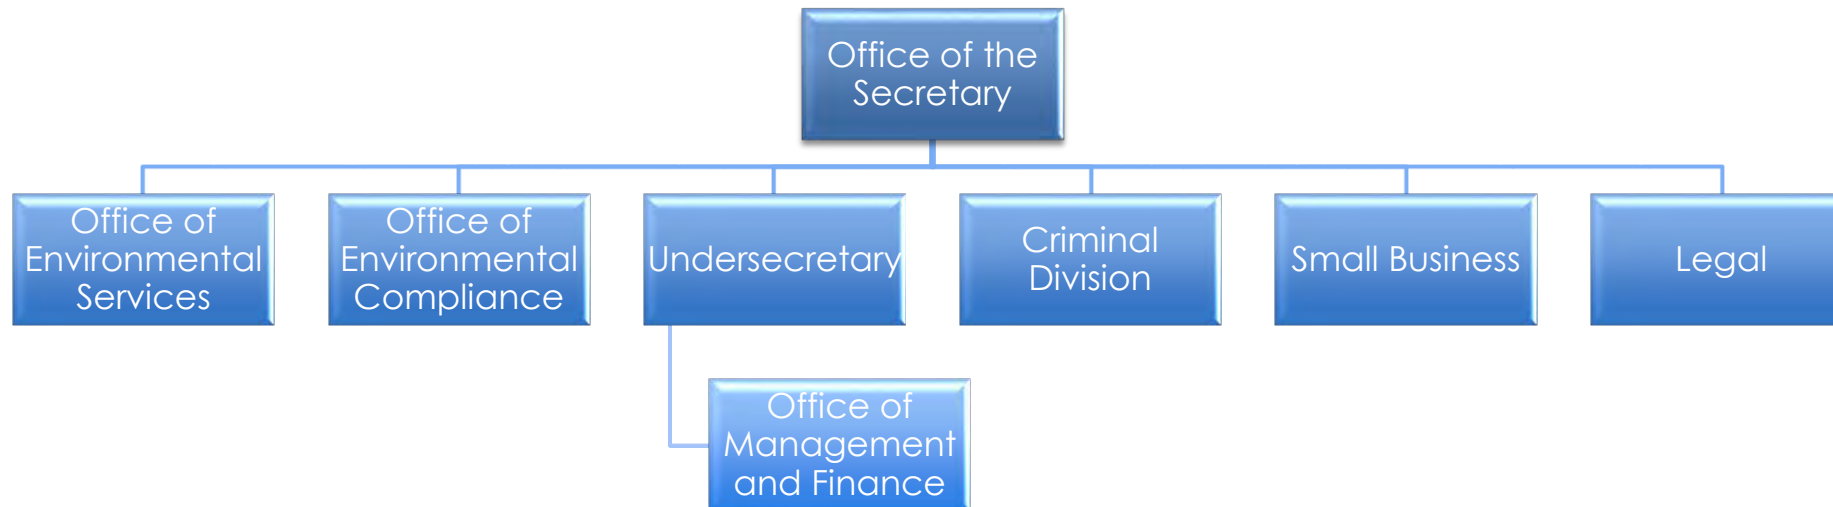 Office of the
Secretary
Office of
Environmental
Services
Office of
Environmental
Compliance
Undersecretary
Criminal
Division
Small Business
Legal
Office of
Management
and Finance